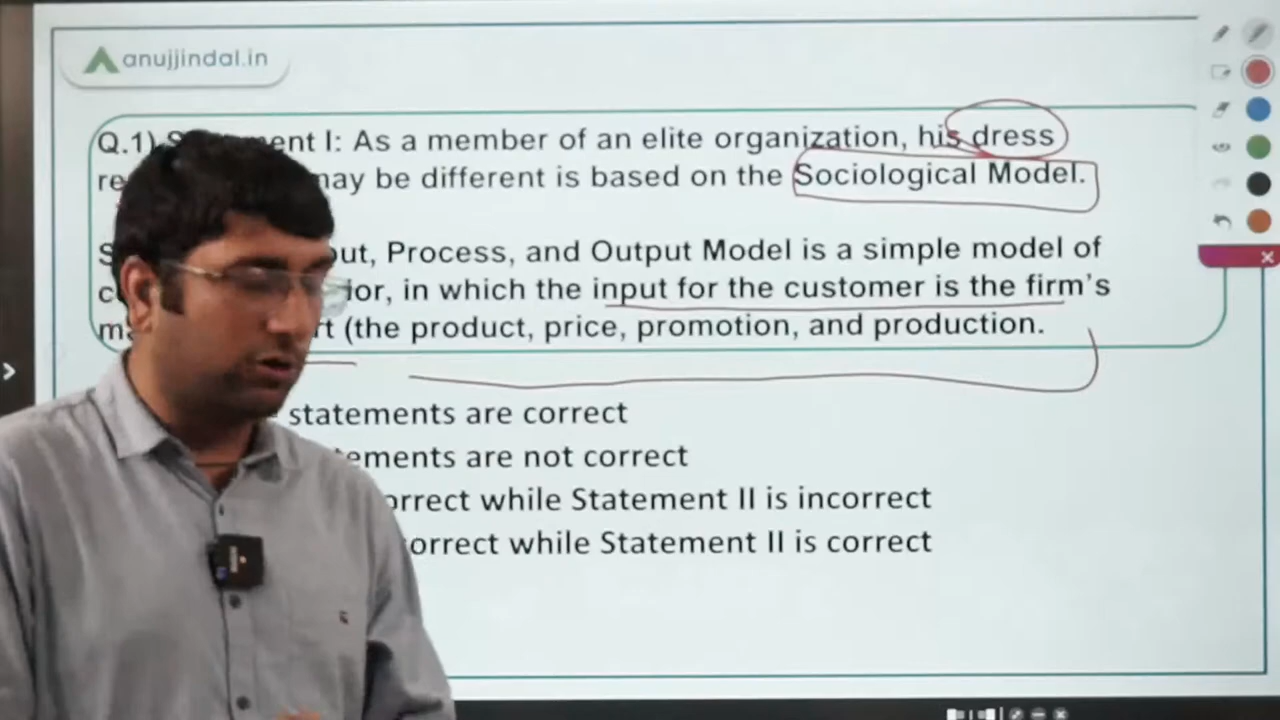 anujjindal.in
Q.1) ent I: As a member of an elite organization, his dress
re may be different is based on the Sociological Model.
ut, Process, and Output Model is a simple model of
ior, in which the input for the customer is the firm's
rt (the product, price, promotion, and production.
statements are correct
tements are not correct
orrect while Statement II is incorrect
orrect while Statement II is correct